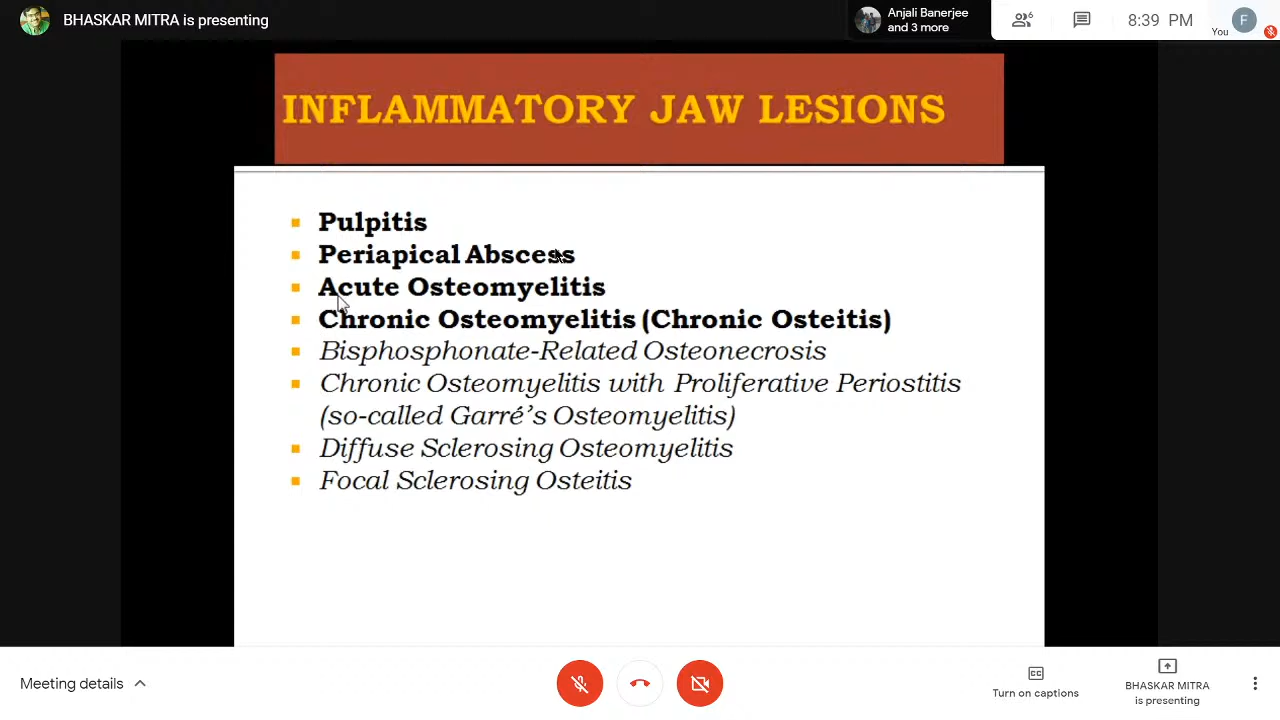 BHASKAR MITRA is presenting
Anjali Banerjee
and 3 more
6
8:39 PM
You
F
INFLAMMATORY JAW LESIONS
Pulpitis
Periapical Abscess
Acute Osteomyelitis
Chronic Osteomyelitis (Chronic Osteitis)
Bisphosphonate-Related Osteonecrosis
Chronic Osteomyelitis with Proliferative Periostitis
(so-called Garré's Osteomyelitis)
Diffuse Sclerosing Osteomyelitis
Focal Sclerosing Osteitis
Meeting details
CC
Turn on captions
BHASKAR MITRA
is presenting